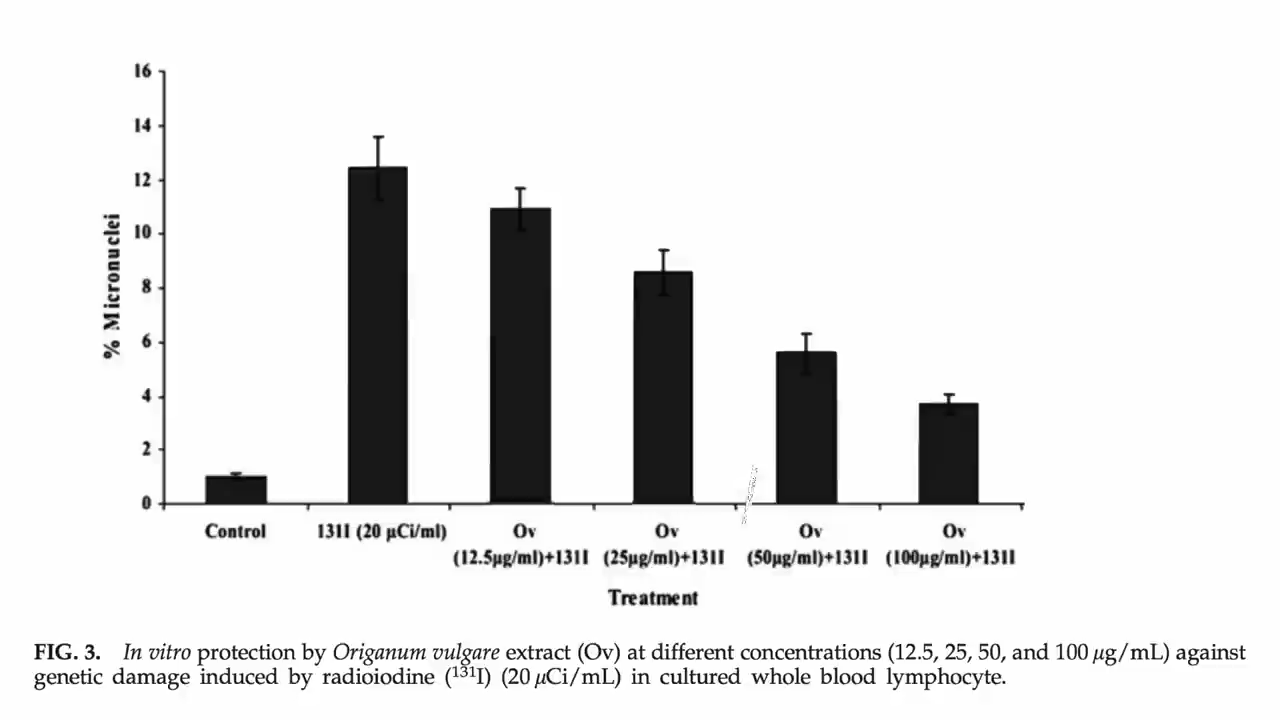 16
14
12
10
8
6
4
2
0
% Micronuclei
Control 131I (20 µCi/ml) Ov Ov Ov Ov
(12.5µg/ml)+131I (25µg/ml)+131I (50µg/ml)+131I (100µg/ml)+131I
Treatment
FIG. 3. In vitro protection by Origanum vulgare extract (Ov) at different concentrations (12.5, 25, 50, and 100 µg/mL) against
genetic damage induced by radioiodine (¹³¹I) (20 µCi/mL) in cultured whole blood lymphocyte.